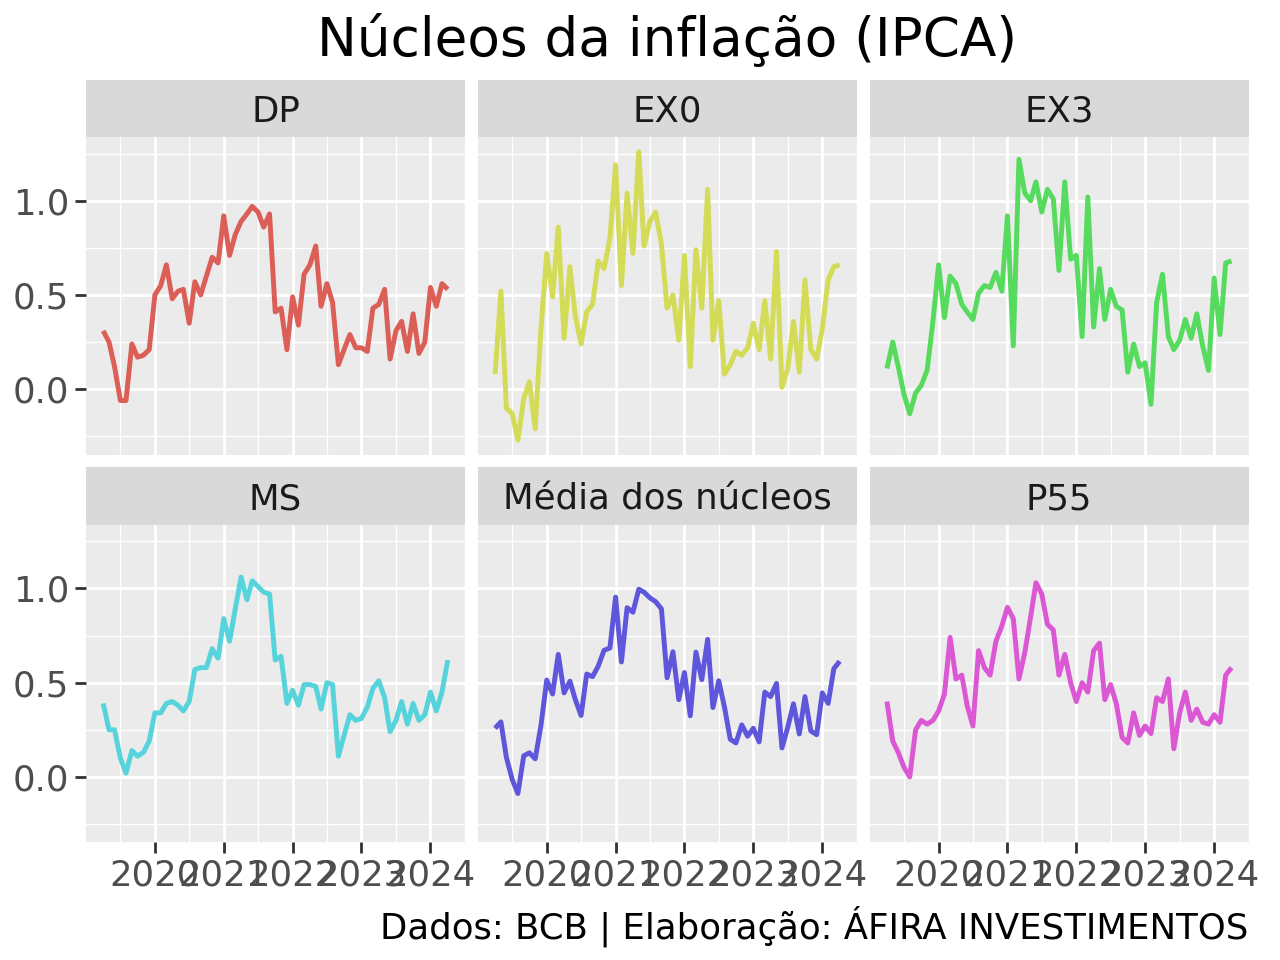 Núcleos da inflação (IPCA)
DP EX0 EX3
1.0
0.5
0.0
MS Média dos núcleos P55
1.0
0.5
0.0
2020 2021 2022 2023 2024 2020 2021 2022 2023 2024 2020 2021 2022 2023 2024
Dados: BCB | Elaboração: ÁFIRA INVESTIMENTOS